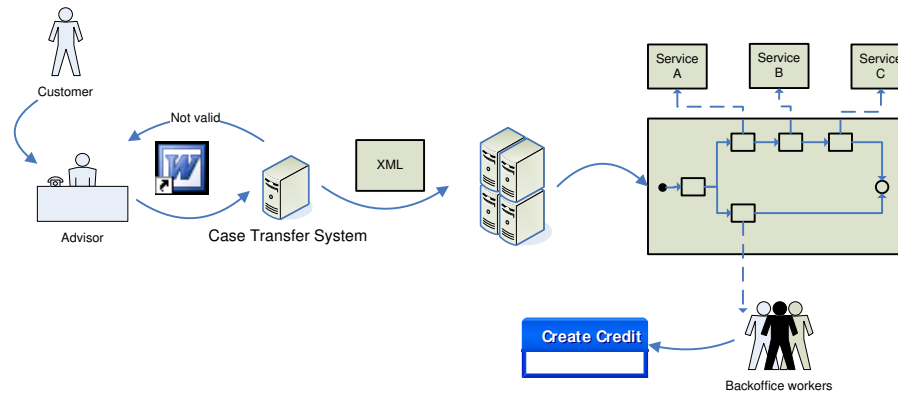 Customer
Not valid
W
Advisor
Case Transfer System
XML
Service
A
Service
B
Service
C
Create Credit
Backoffice workers